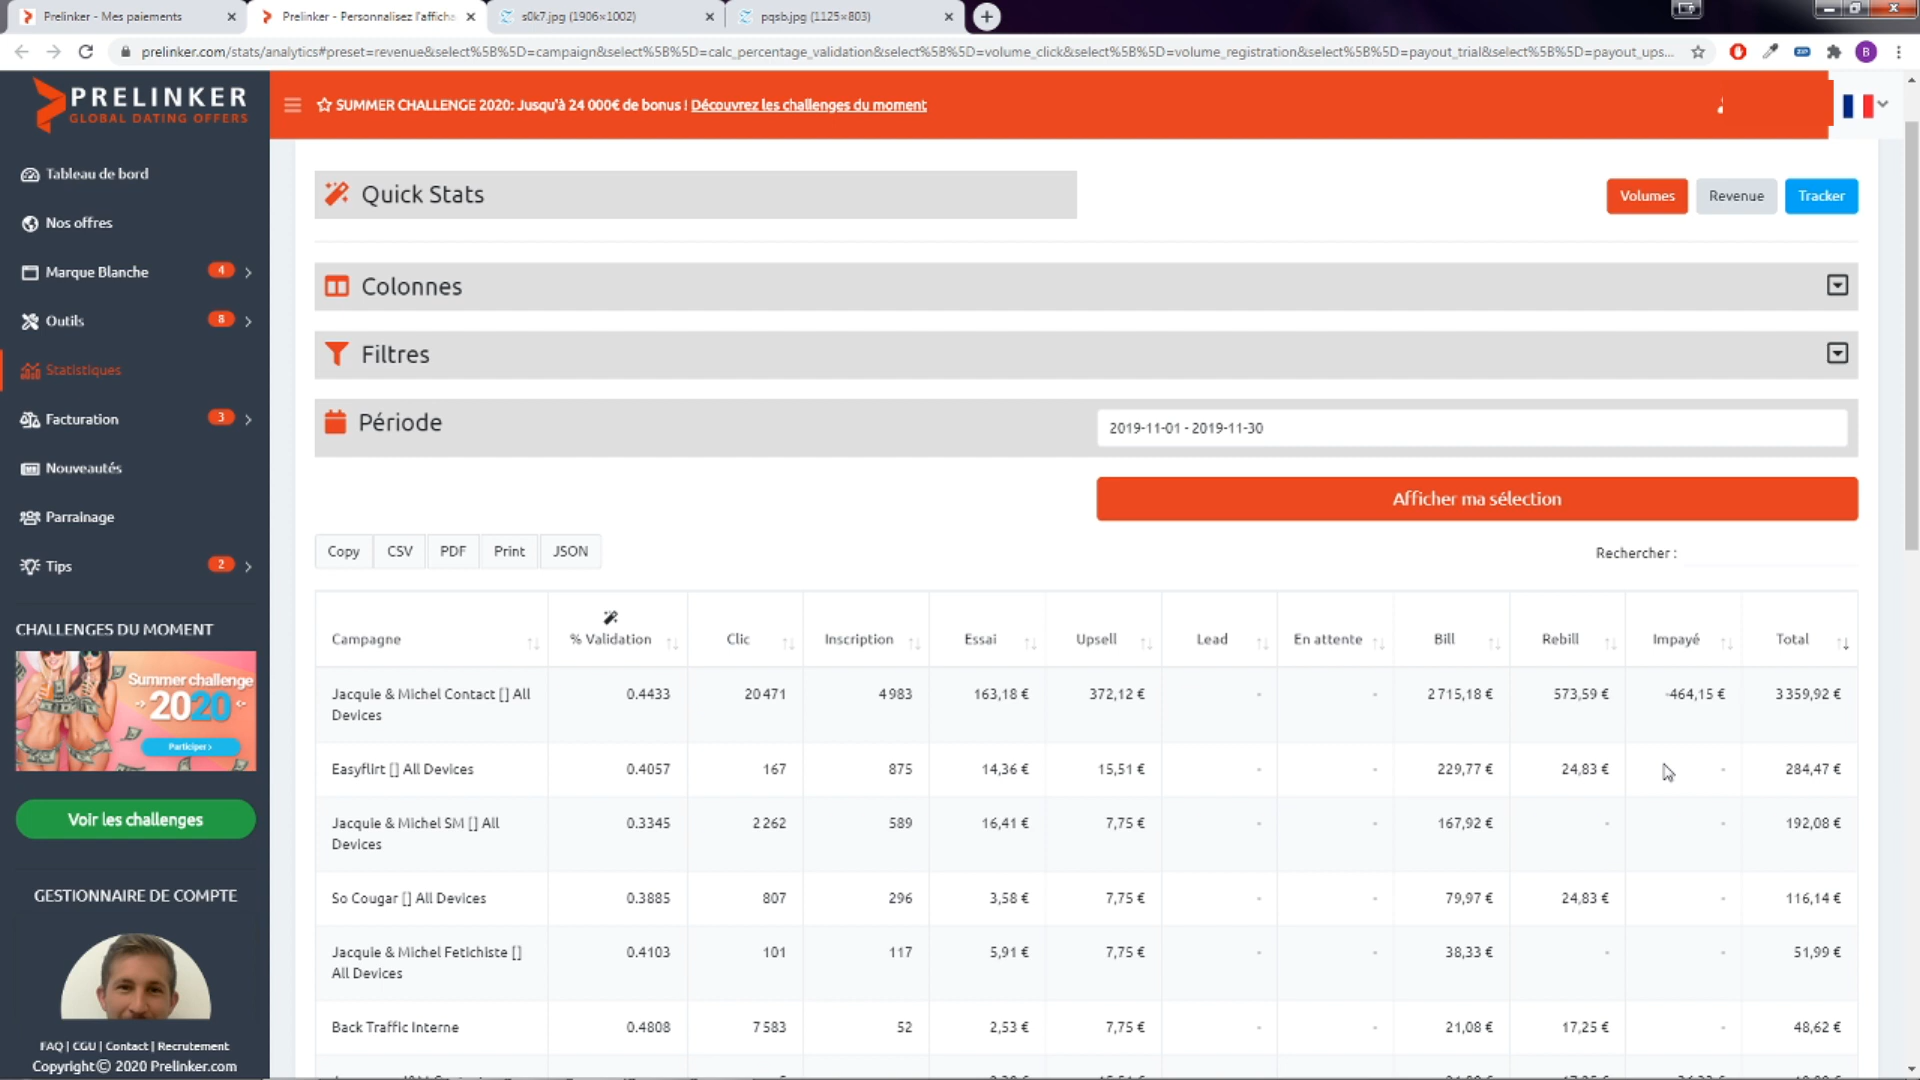 Prelinker - Mes paiements
Prelinker - Personnalisez l'afficha
s0k7.jpg (1906×1002)
pqsb.jpg (1125×803)
prelinker.com/stats/analytics#preset=revenue&select%5B%5D=campaign&select%5B%5D=calc_percentage_validation&select%5B%5D=volume_click&select%5B%5D=volume_registration&select%5B%5D=payout_trial&select%5B%5D=payout_ups...
B
PRELINKER
GLOBAL DATING OFFERS
SUMMER CHALLENGE 2020: Jusqu'à 24 000€ de bonus ! Découvrez les challenges du moment
Tableau de bord
Nos offres
Marque Blanche 4
Outils 8
Statistiques
Facturation 3
Nouveautés
Parrainage
Tips 2
CHALLENGES DU MOMENT
Summer challenge
2020
Participer >
Voir les challenges
GESTIONNAIRE DE COMPTE
FAQ | CGU | Contact | Recrutement
Copyright© 2020 Prelinker.com
Quick Stats
Volumes Revenue Tracker
Colonnes
Filtres
Période
2019-11-01 - 2019-11-30
Afficher ma sélection
Copy CSV PDF Print JSON
Rechercher :
Campagne % Validation Clic Inscription Essai Upsell Lead En attente Bill Rebill Impayé Total
Jacquie & Michel Contact [] All 0.4433 20 471 4 983 163,18 € 372,12 € - - 2 715,18 € 573,59 € -464,15 € 3 359,92 €
Devices
Easyflirt [] All Devices 0.4057 167 875 14,36 € 15,51 € - - 229,77 € 24,83 € - 284,47 €
Jacquie & Michel SM [] All 0.3345 2 262 589 16,41 € 7,75 € - - 167,92 € - - 192,08 €
Devices
So Cougar [] All Devices 0.3885 807 296 3,58 € 7,75 € - - 79,97 € 24,83 € - 116,14 €
Jacquie & Michel Fetichiste [] 0.4103 101 117 5,91 € 7,75 € - - 38,33 € - - 51,99 €
All Devices
Back Traffic Interne 0.4808 7 583 52 2,53 € 7,75 € - - 21,08 € 17,25 € - 48,62 €